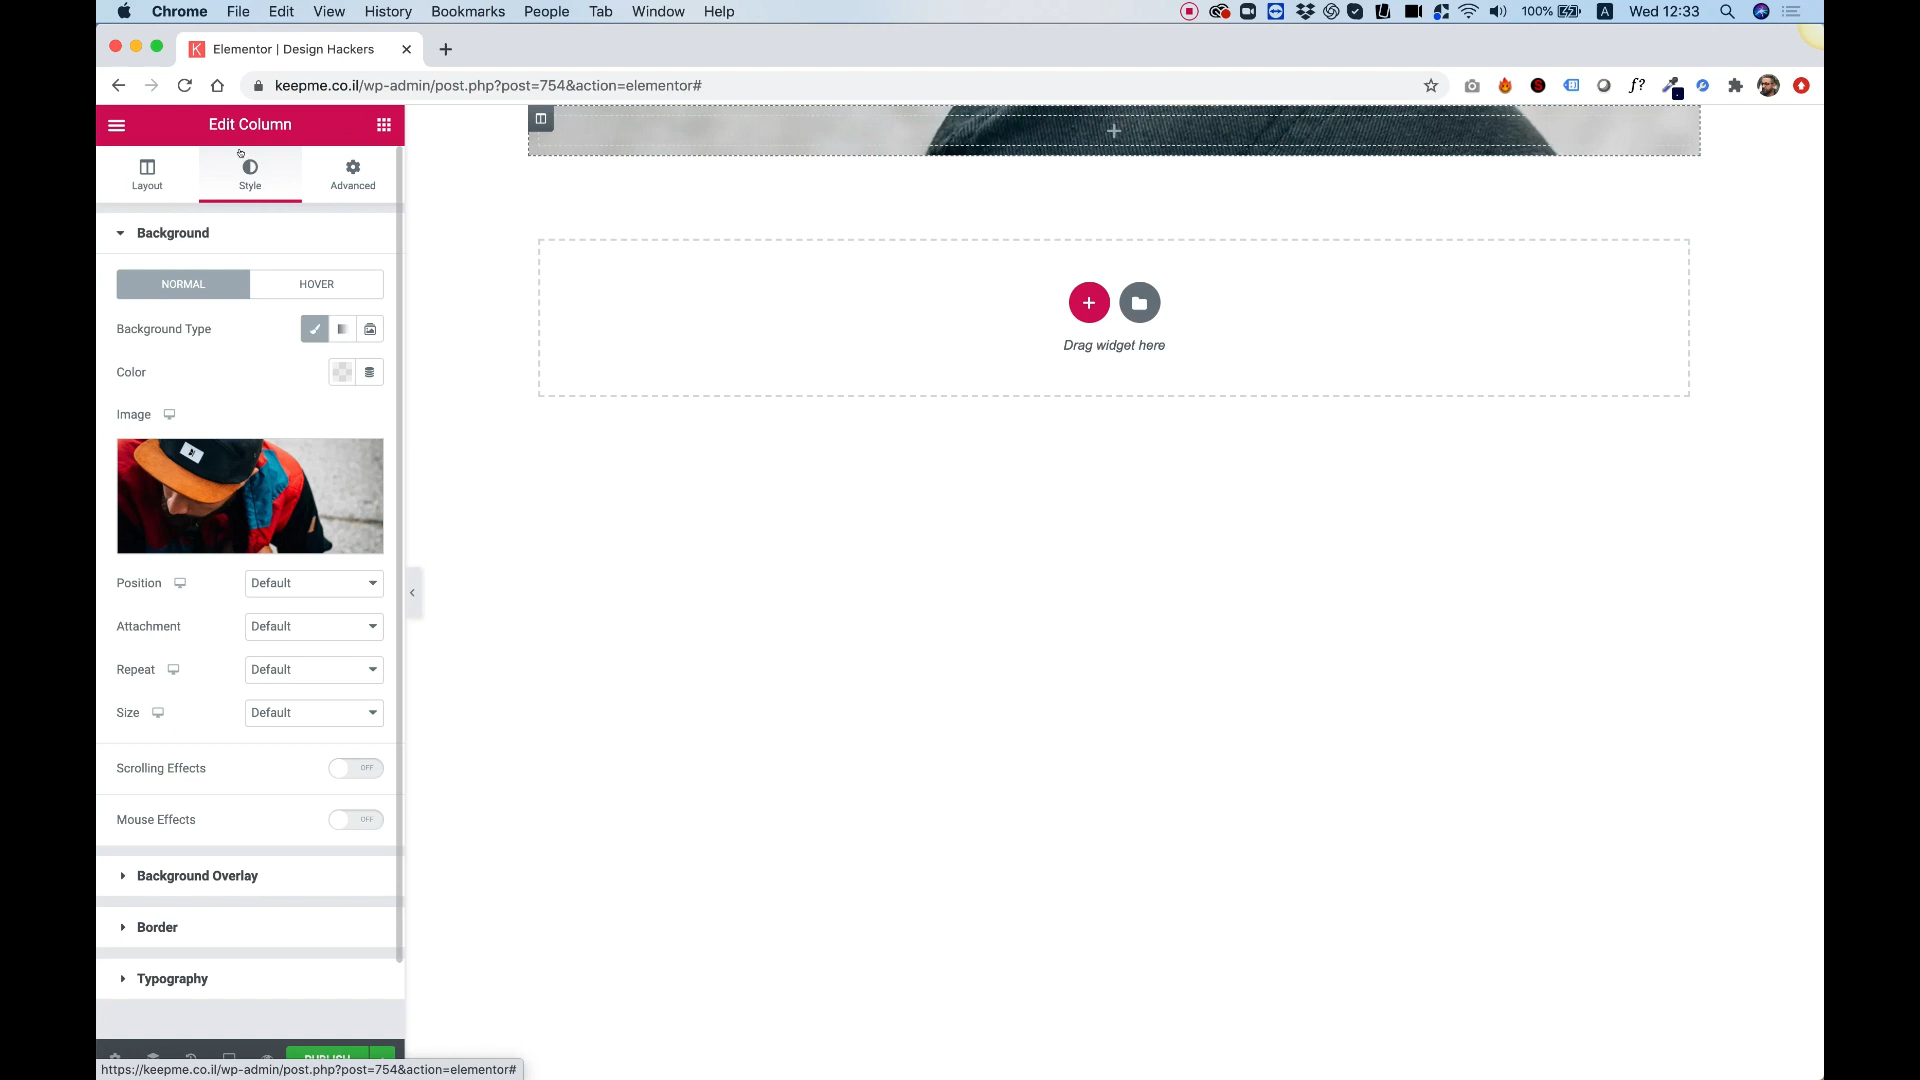 Chrome File Edit View History Bookmarks People Tab Window Help
100% A Wed 12:33
Elementor | Design Hackers
keepme.co.il/wp-admin/post.php?post=754&action=elementor#
f?
Edit Column
Layout Style Advanced
Background
NORMAL HOVER
Background Type
Color
Image
Position Default
Attachment Default
Repeat Default
Size Default
Scrolling Effects OFF
Mouse Effects OFF
Background Overlay
Border
Typography
PUBLISH
https://keepme.co.il/wp-admin/post.php?post=754&action=elementor#
Drag widget here